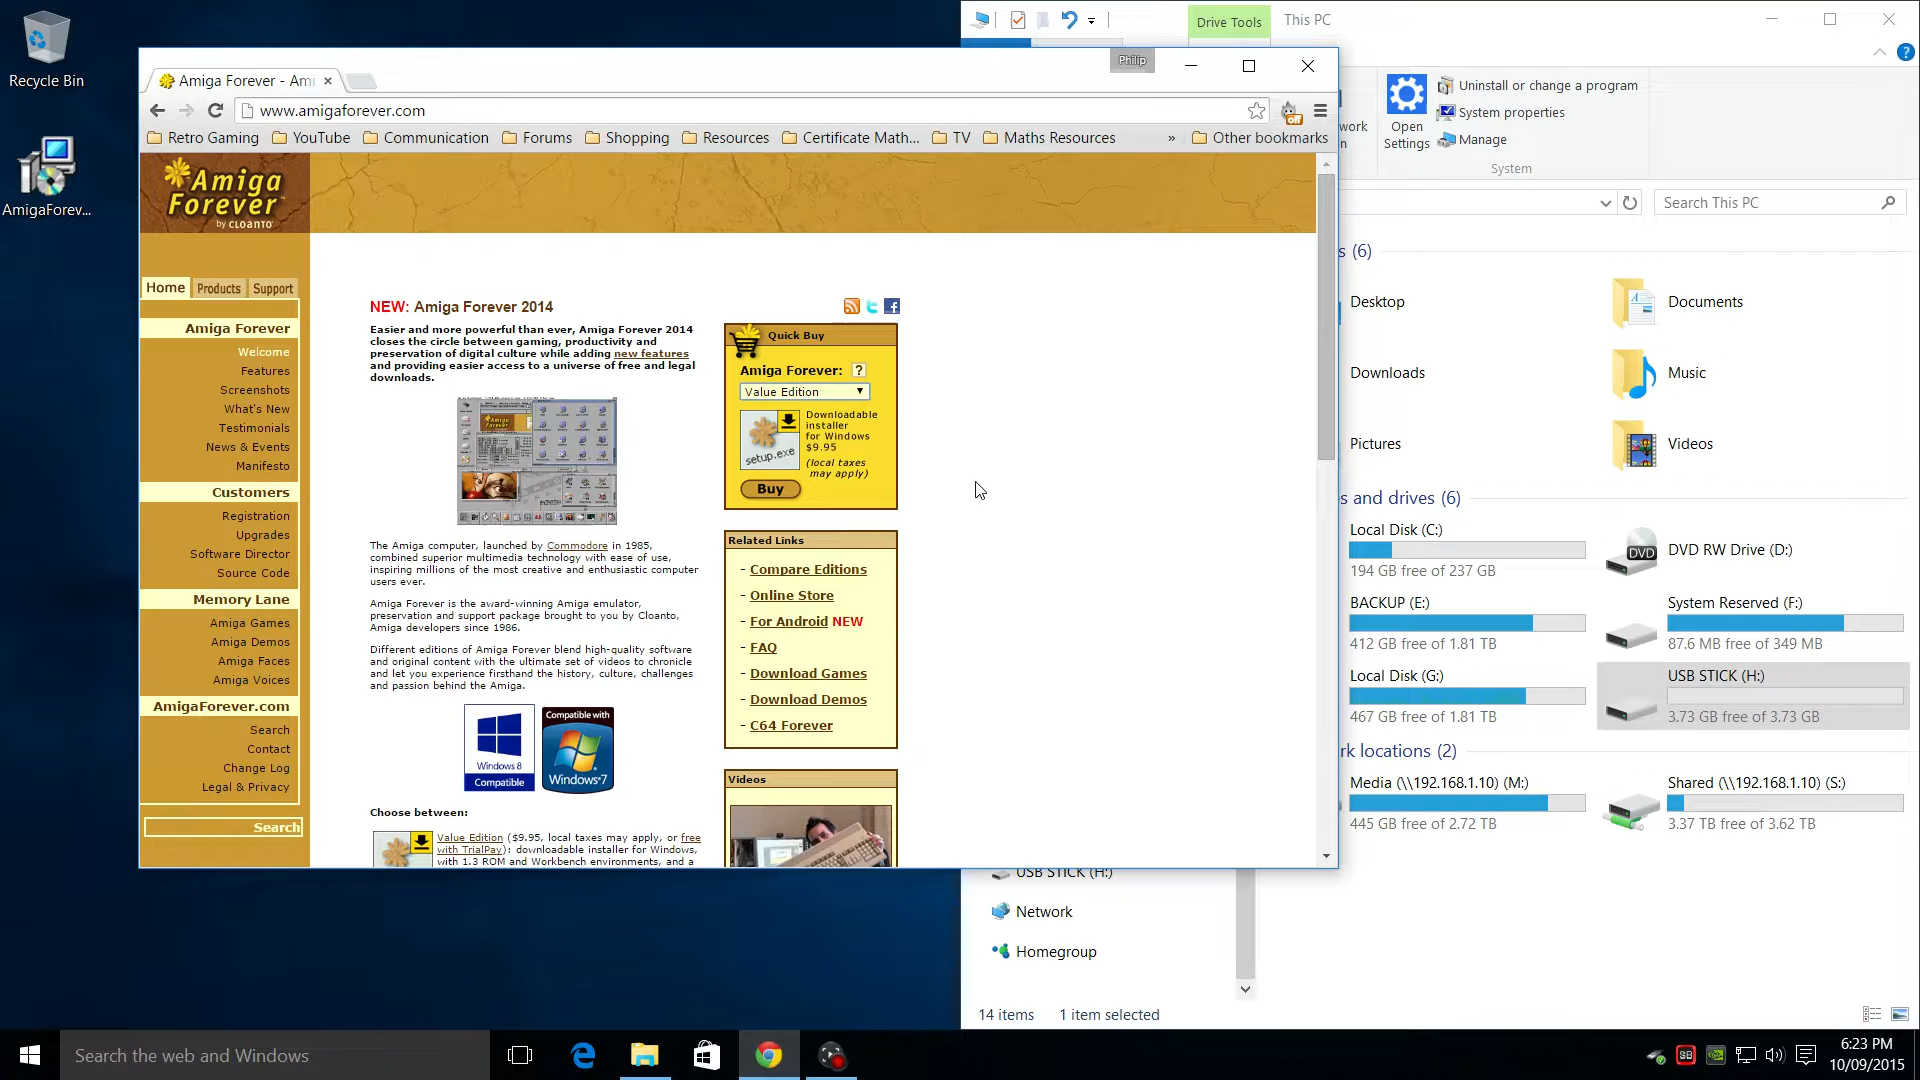 Recycle Bin
AmigaForev...
Drive Tools
This PC
Philip
Amiga Forever - Ami
www.amigaforever.com
Retro Gaming
YouTube
Communication
Forums
Shopping
Resources
Certificate Math...
TV
Maths Resources
»
Other bookmarks
Amiga
Forever
by CLOANTO
Home
Products
Support
Amiga Forever
Welcome
Features
Screenshots
What's New
Testimonials
News & Events
Manifesto
Customers
Registration
Upgrades
Software Director
Source Code
Memory Lane
Amiga Games
Amiga Demos
Amiga Faces
Amiga Voices
AmigaForever.com
Search
Contact
Change Log
Legal & Privacy
Search
NEW: Amiga Forever 2014
Easier and more powerful than ever, Amiga Forever 2014
closes the circle between gaming, productivity and
preservation of digital culture while adding new features
and providing easier access to a universe of free and legal
downloads.
The Amiga computer, launched by Commodore in 1985,
combined superior multimedia technology with ease of use,
inspiring millions of the most creative and enthusiastic computer
users ever.
Amiga Forever is the award-winning Amiga emulator,
preservation and support package brought to you by Cloanto,
Amiga developers since 1986.
Different editions of Amiga Forever blend high-quality software
and original content with the ultimate set of videos to chronicle
and let you experience firsthand the history, culture, challenges
and passion behind the Amiga.
Windows 8
Compatible
Compatible with
Windows 7
Choose between:
Value Edition ($9.95, local taxes may apply, or free
with TrialPay): downloadable installer for Windows,
with 1.3 ROM and Workbench environments, and a
Quick Buy
Amiga Forever: ?
Value Edition
setup.exe
Downloadable
installer
for Windows
$9.95
(local taxes
may apply)
Buy
Related Links
- Compare Editions
- Online Store
- For Android NEW
- FAQ
- Download Games
- Download Demos
- C64 Forever
Videos
work
n
Open
Settings
Uninstall or change a program
System properties
Manage
System
Search This PC
s (6)
Desktop
Documents
Downloads
Music
Pictures
Videos
s and drives (6)
Local Disk (C:)
194 GB free of 237 GB
DVD
DVD RW Drive (D:)
BACKUP (E:)
412 GB free of 1.81 TB
System Reserved (F:)
87.6 MB free of 349 MB
Local Disk (G:)
467 GB free of 1.81 TB
USB STICK (H:)
3.73 GB free of 3.73 GB
rk locations (2)
Media (\\192.168.1.10) (M:)
445 GB free of 2.72 TB
Shared (\\192.168.1.10) (S:)
3.37 TB free of 3.62 TB
USB STICK (H:)
Network
Homegroup
14 items
1 item selected
Search the web and Windows
6:23 PM
10/09/2015